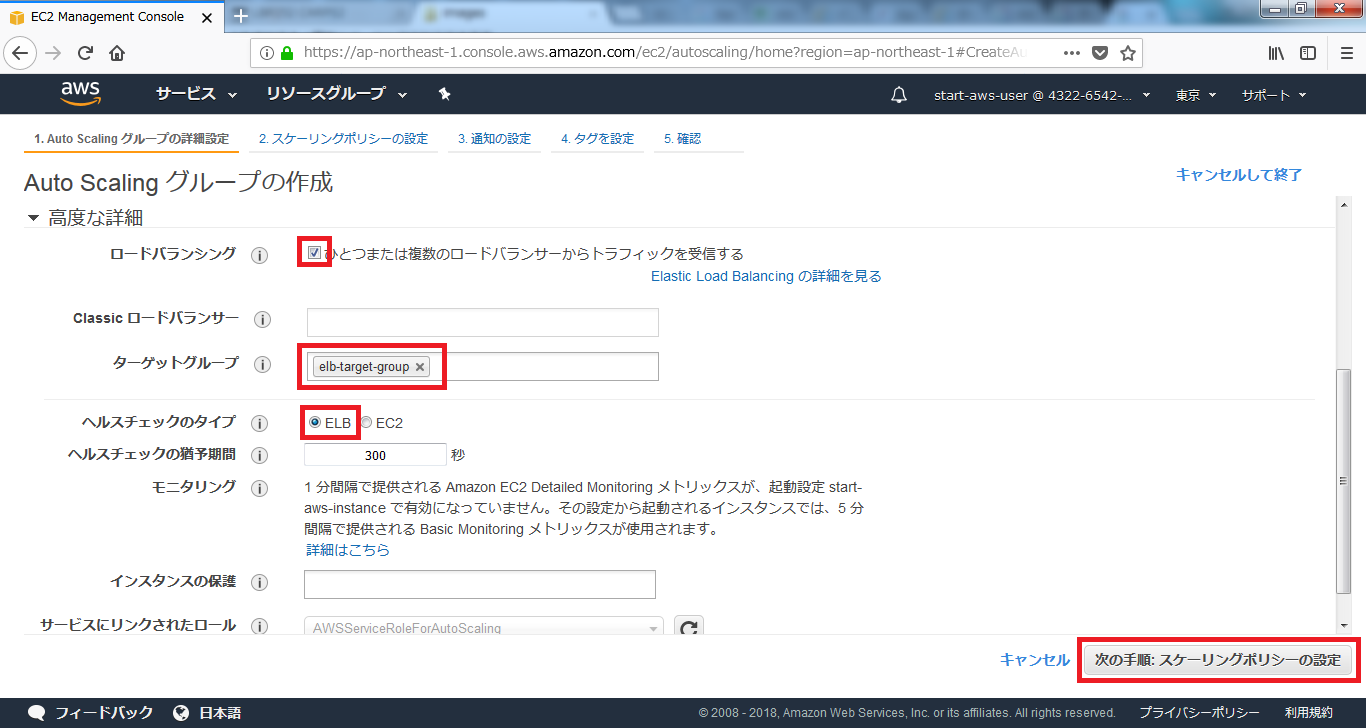 EC2 Management Console
https://ap-northeast-1.console.aws.amazon.com/ec2/autoscaling/home?region=ap-northeast-1#CreateAu
aws
サービス
リソースグループ
start-aws-user @ 4322-6542-...
東京
サポート
1. Auto Scaling グループの詳細設定
2. スケーリングポリシーの設定
3. 通知の設定
4. タグを設定
5. 確認
Auto Scaling グループの作成
キャンセルして終了
高度な詳細
ロードバランシング
ひとつまたは複数のロードバランサーからトラフィックを受信する
Elastic Load Balancing の詳細を見る
Classic ロードバランサー
ターゲットグループ
elb-target-group
ヘルスチェックのタイプ
ELB
EC2
ヘルスチェックの猶予期間
300
秒
モニタリング
1 分間隔で提供される Amazon EC2 Detailed Monitoring メトリックスが、起動設定 start-
aws-instance で有効になっていません。その設定から起動されるインスタンスでは、5 分
間隔で提供される Basic Monitoring メトリックスが使用されます。
詳細はこちら
インスタンスの保護
サービスにリンクされたロール
AWSServiceRoleForAutoScaling
キャンセル
次の手順: スケーリングポリシーの設定
フィードバック
日本語
© 2008 - 2018, Amazon Web Services, Inc. or its affiliates. All rights reserved.
プライバシーポリシー
利用規約